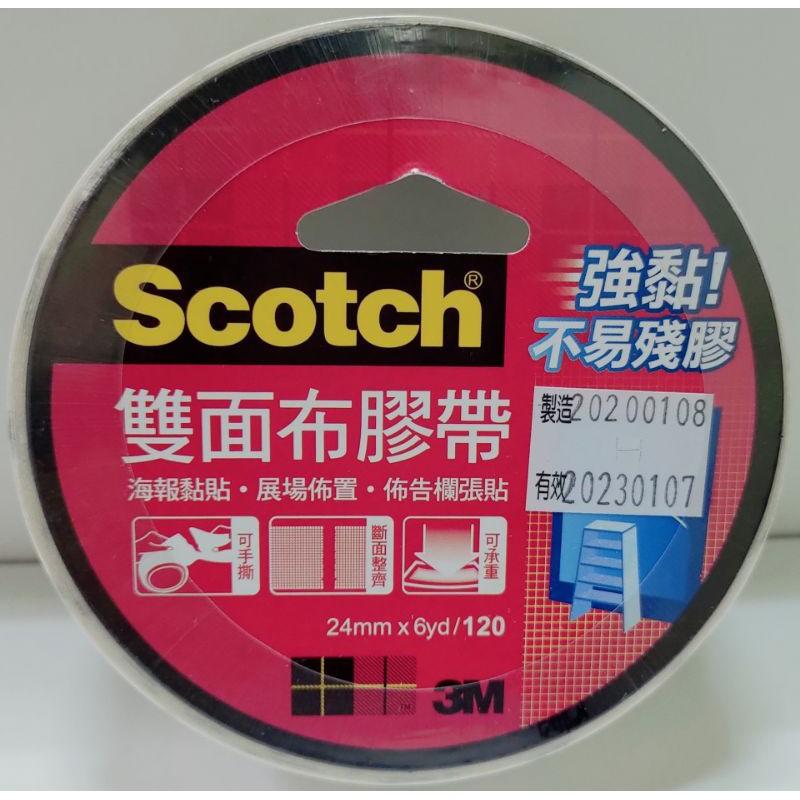 Scotch®
強黏!
不易殘膠
雙面布膠帶
製造20200108
海報黏貼・展場佈置・佈告欄張貼
有效20230107
可手撕
斷面整齊
可承重
24mm x 6yd/120
3M